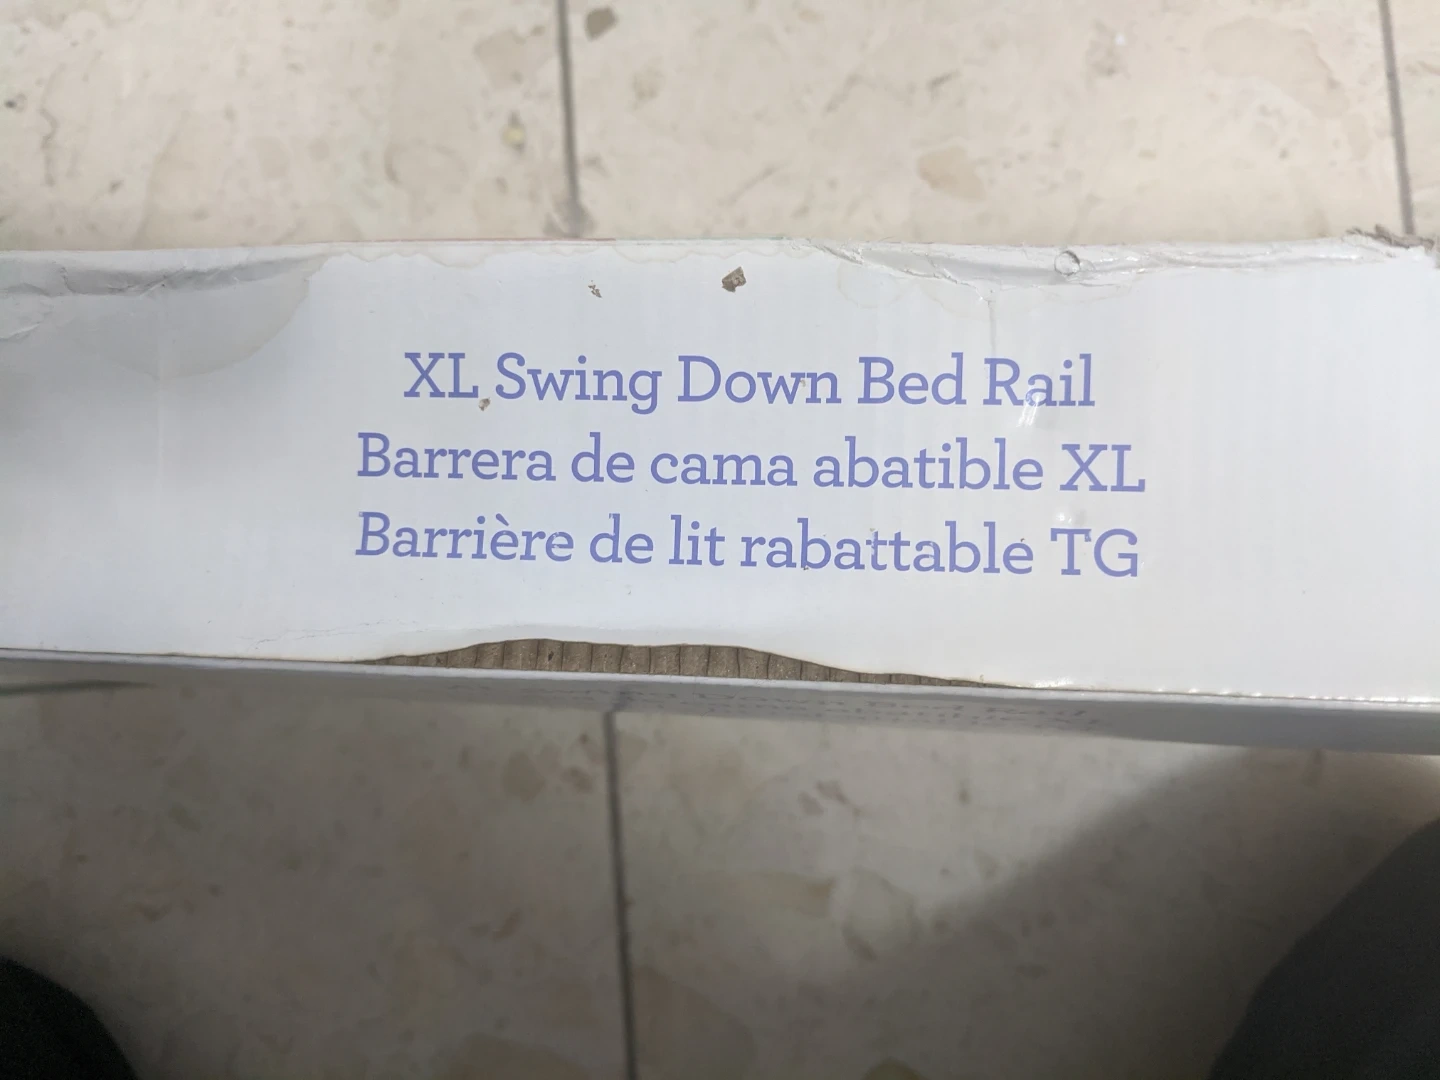 XL Swing Down Bed Rail
Barrera de cama abatible XL
Barrière de lit rabattable TG